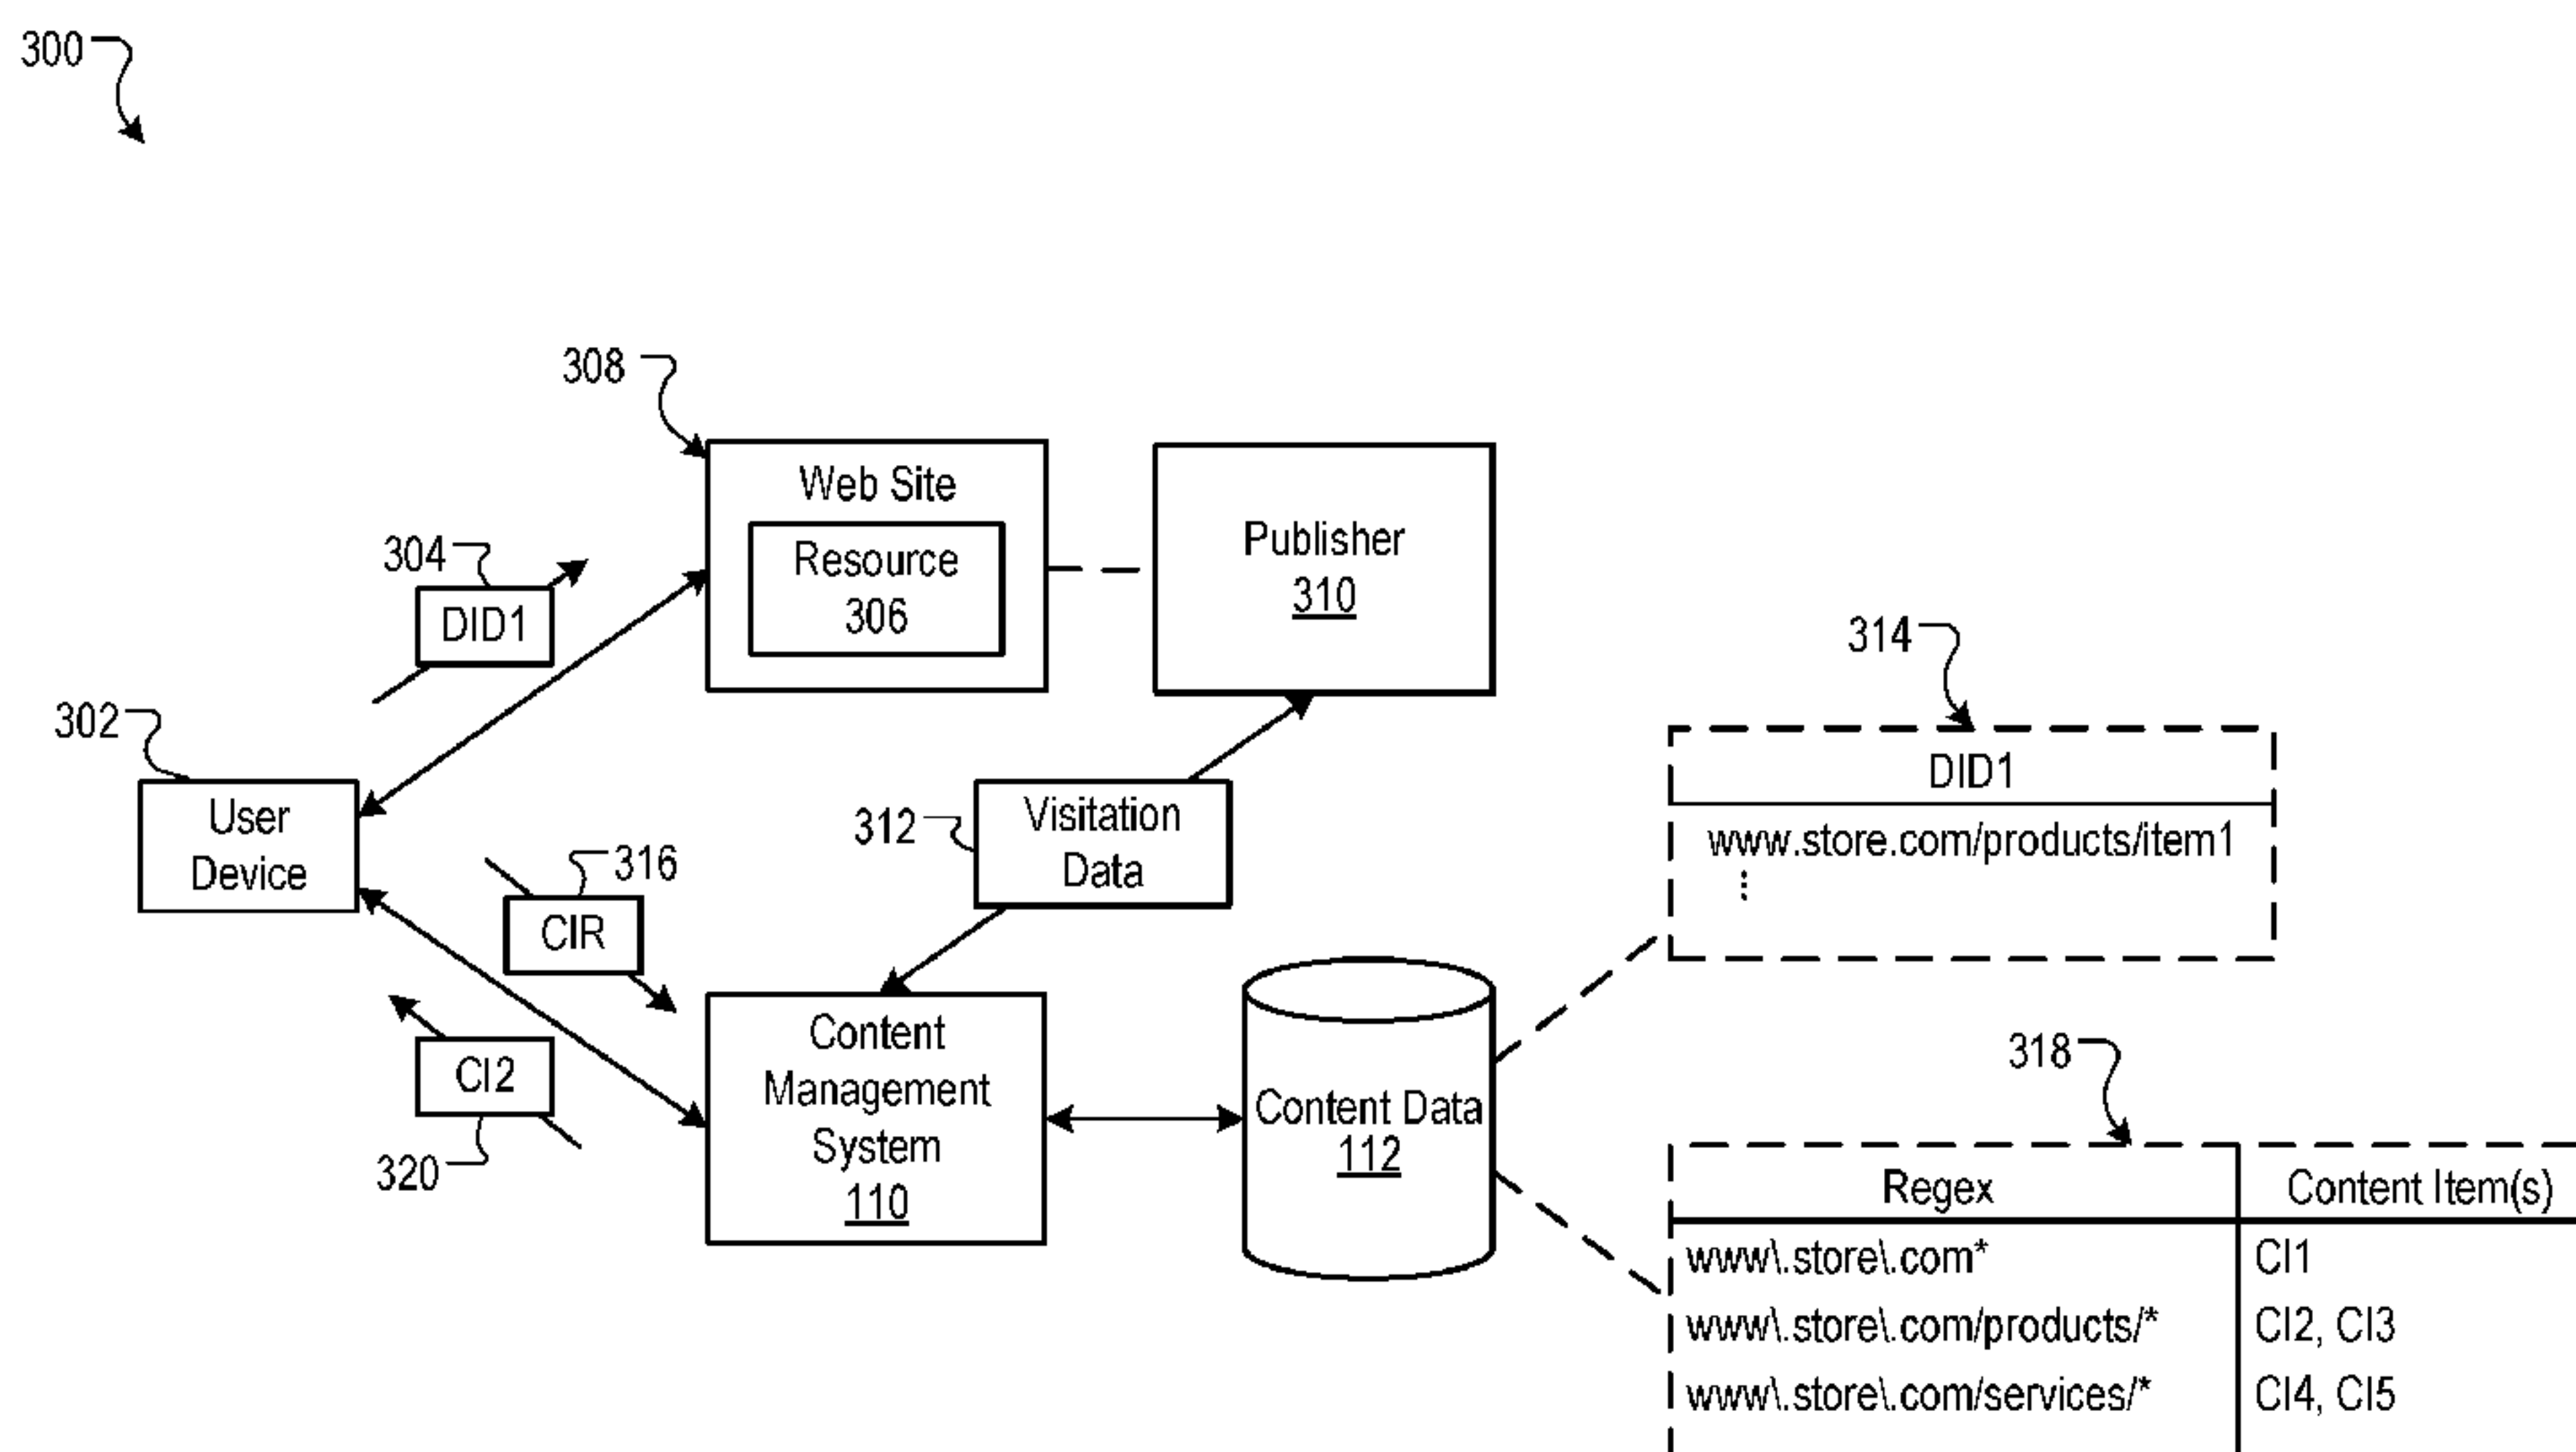 300
308
Web Site
Resource
306
Publisher
310
304
DID1
314
302
User
Device
DID1
www.store.com/products/item1
⋮
312
Visitation
Data
316
CIR
318
Content
Management
System
110
CI2
320
Content Data
112
Regex Content Item(s)
www\.store\.com* CI1
www\.store\.com/products/* CI2, CI3
www\.store\.com/services/* CI4, CI5